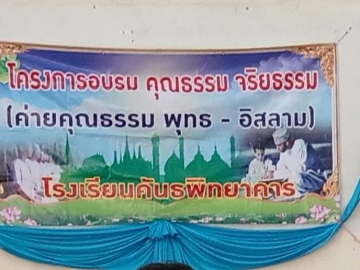 โครงการอบรม คุณธรรม จริยธรรม
(ค่ายคุณธรรม พุทธ - อิสลาม)
โรงเรียนคันธพิทยาคาร